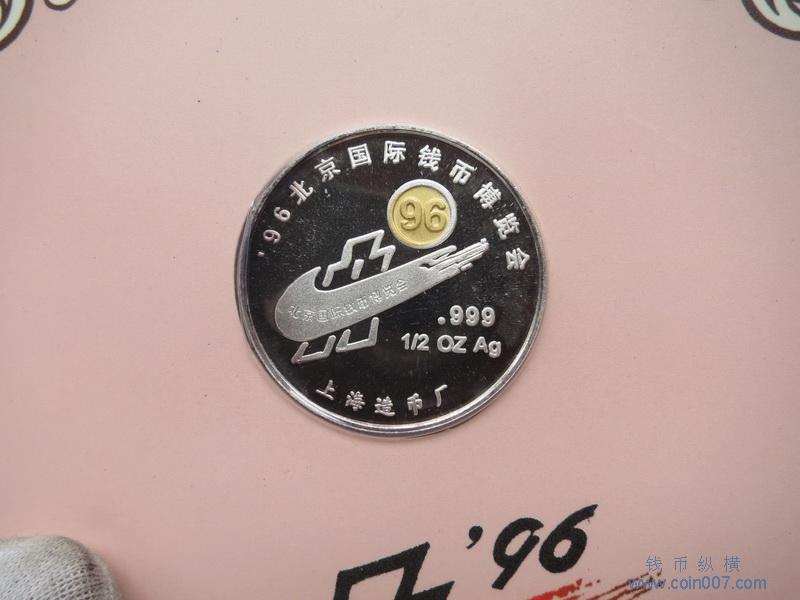 '96北京国际钱币博览会
96
北京国际钱币博览会
.999
1/2 OZ Ag
上海造币厂
'96
钱币纵横
www.coin007.com